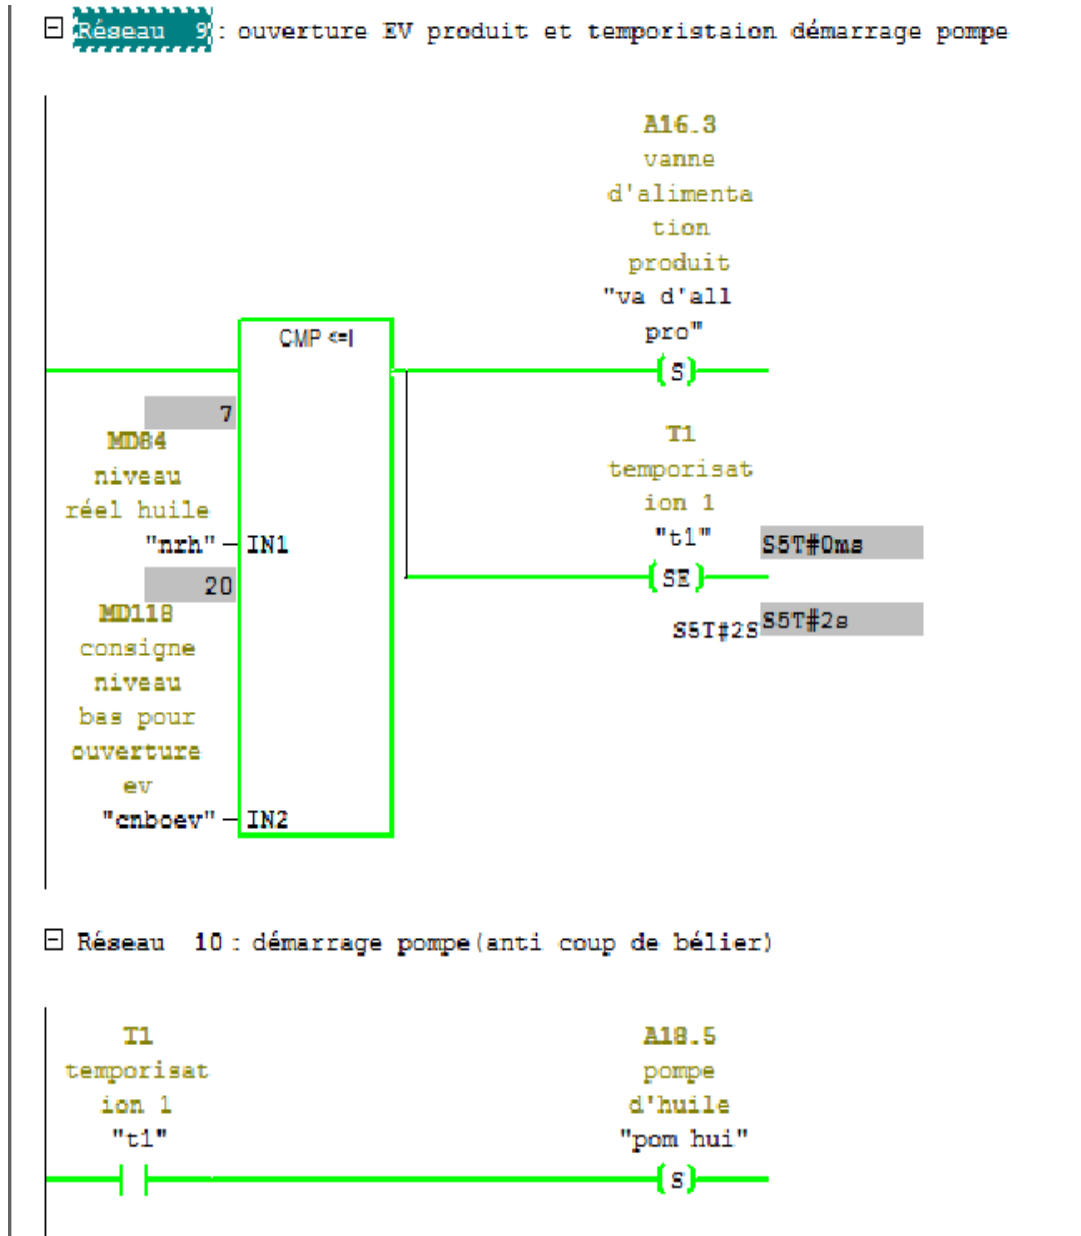 Réseau 9 : ouverture EV produit et temporistaion démarrage pompe
A16.3
vanne
d'alimenta
tion
produit
"va d'all
pro"
S
CMP <=I
7
MD84
niveau
réel huile
"nrh"
IN1
20
MD118
consigne
niveau
bas pour
ouverture
ev
"cnboev"
IN2
T1
temporisat
ion 1
"t1"
S5T#0ms
SE
S5T#2S
S5T#2s
Réseau 10 : démarrage pompe(anti coup de bélier)
T1
temporisat
ion 1
"t1"
A18.5
pompe
d'huile
"pom hui"
S